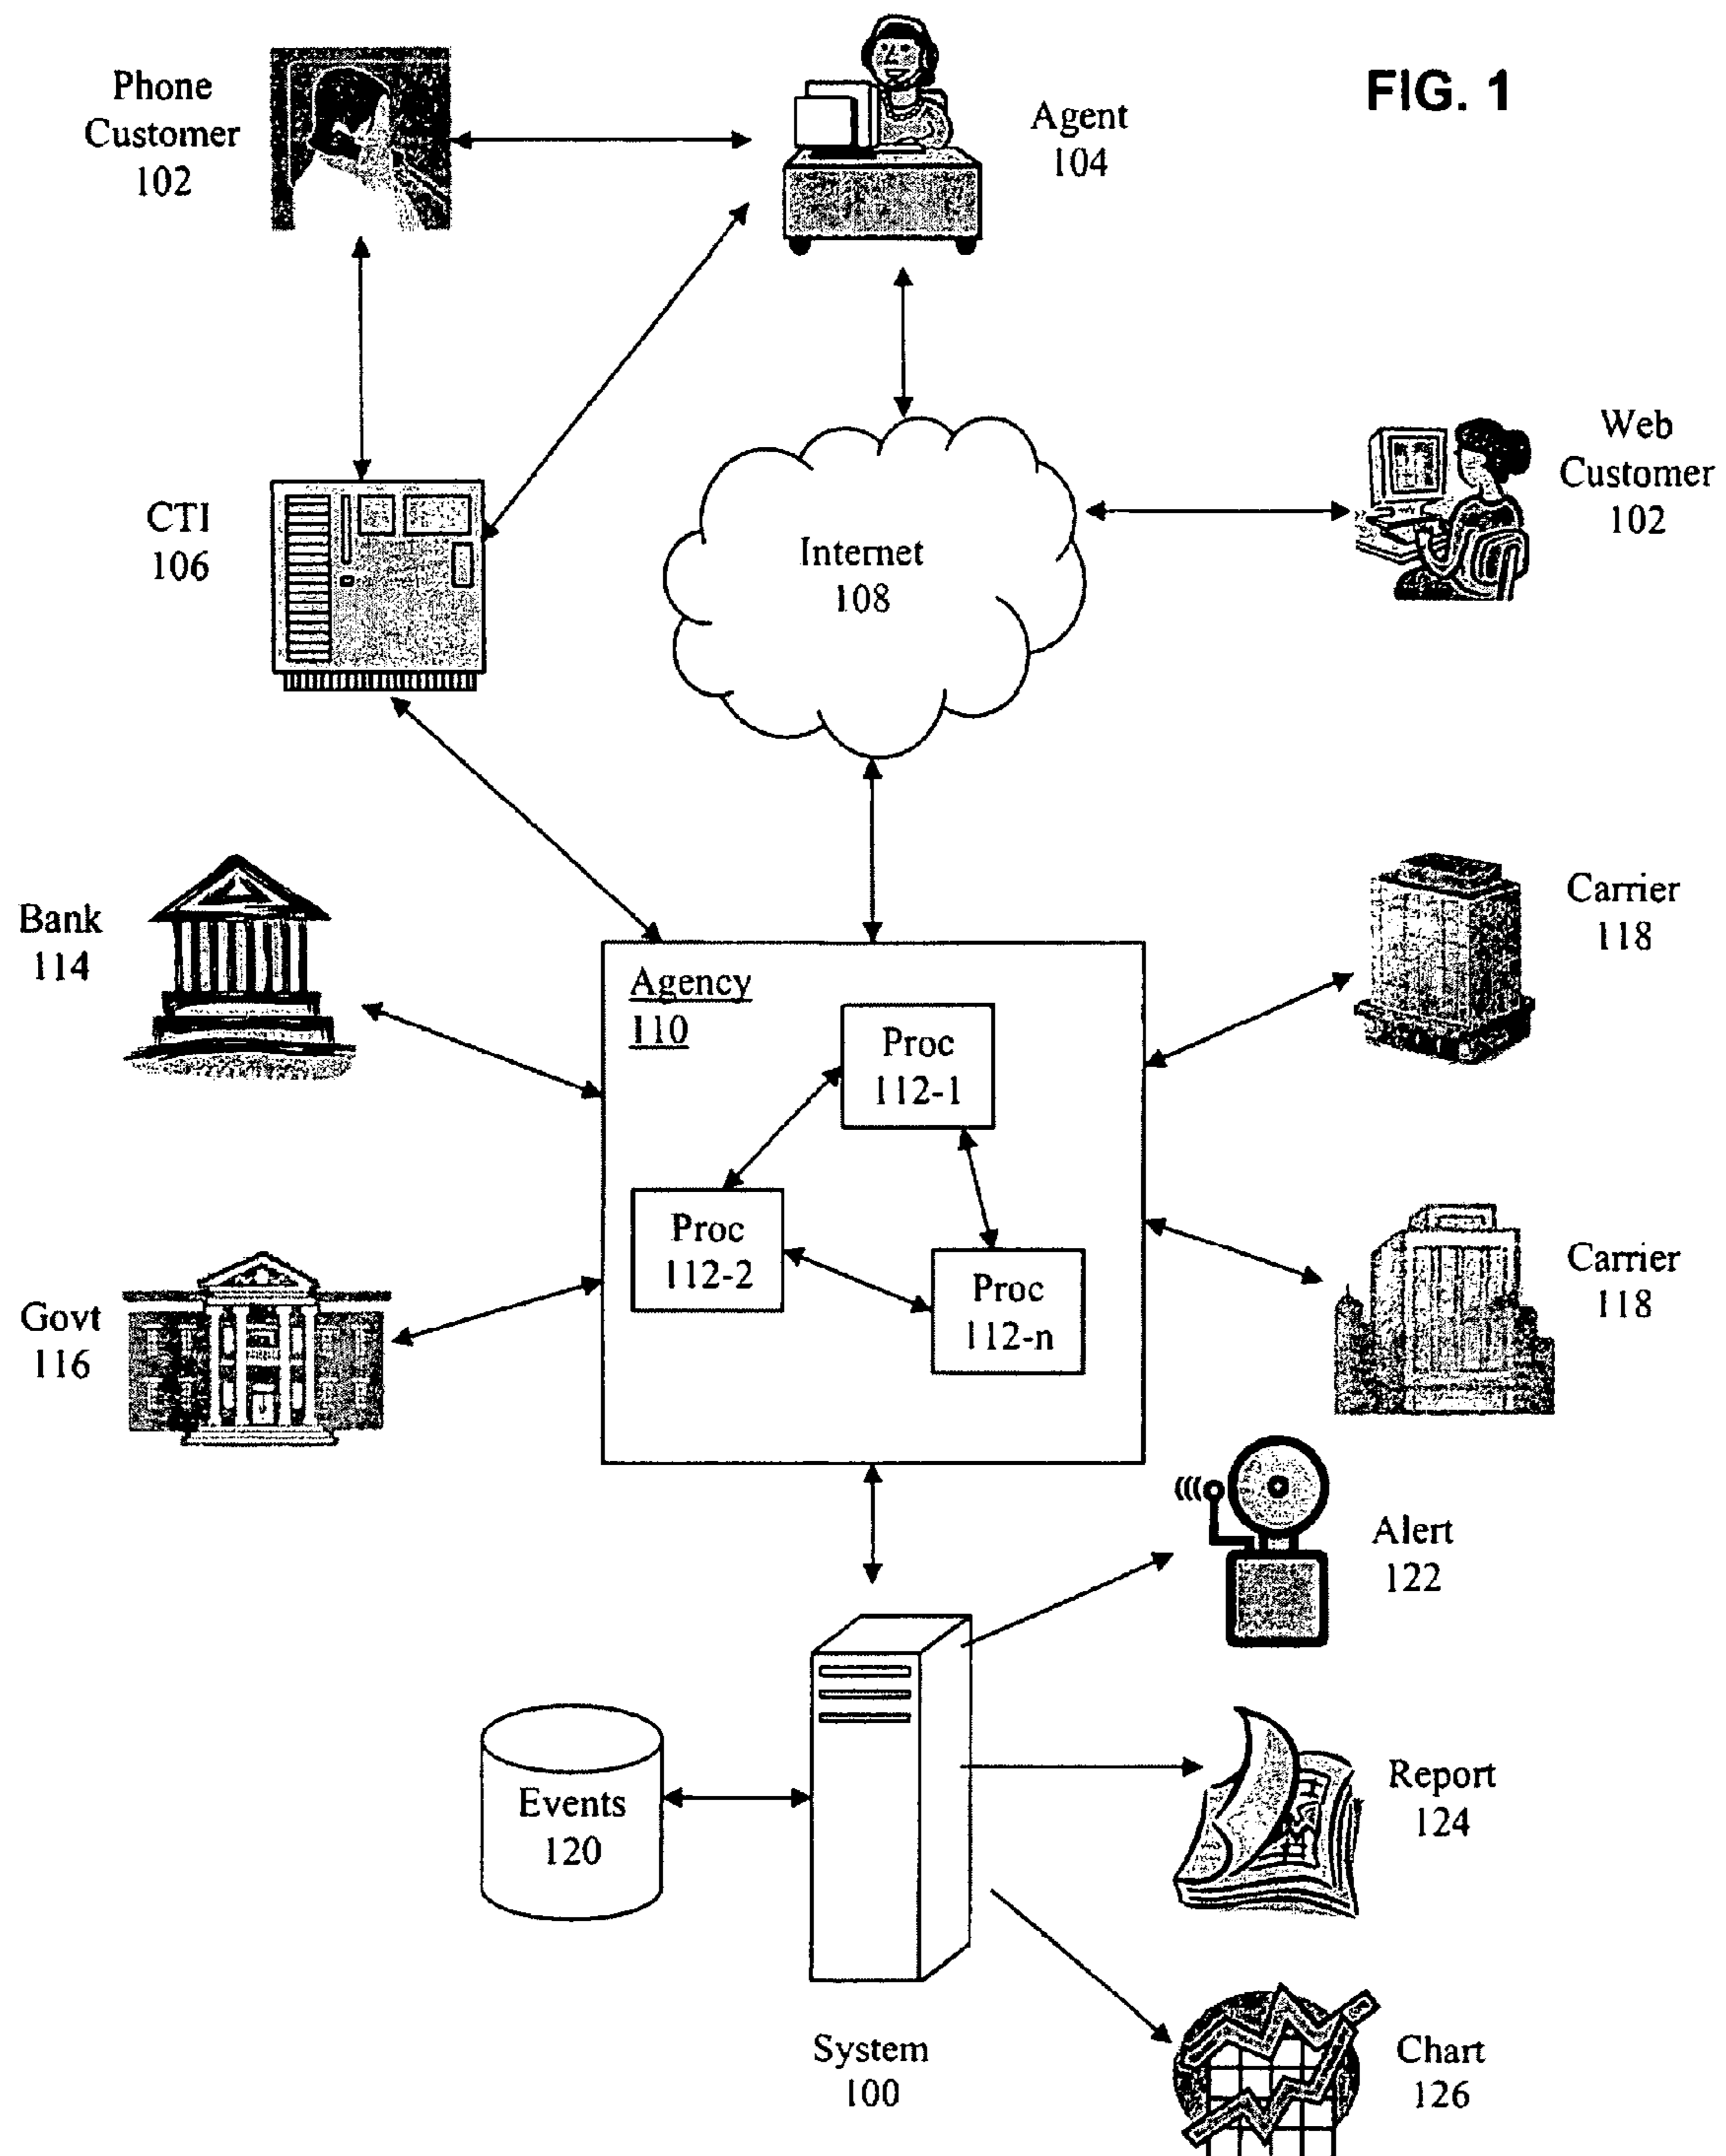 FIG. 1
Phone
Customer
102
Agent
104
Web
Customer
102
CTI
106
Internet
108
Bank
114
Carrier
118
Agency
110
Proc
112-1
Proc
112-2
Proc
112-n
Govt
116
Carrier
118
Alert
122
Events
120
Report
124
System
100
Chart
126